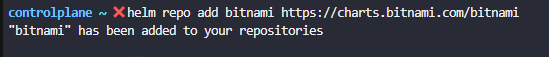 controlplane ~ ✖helm repo add bitnami https://charts.bitnami.com/bitnami
"bitnami" has been added to your repositories